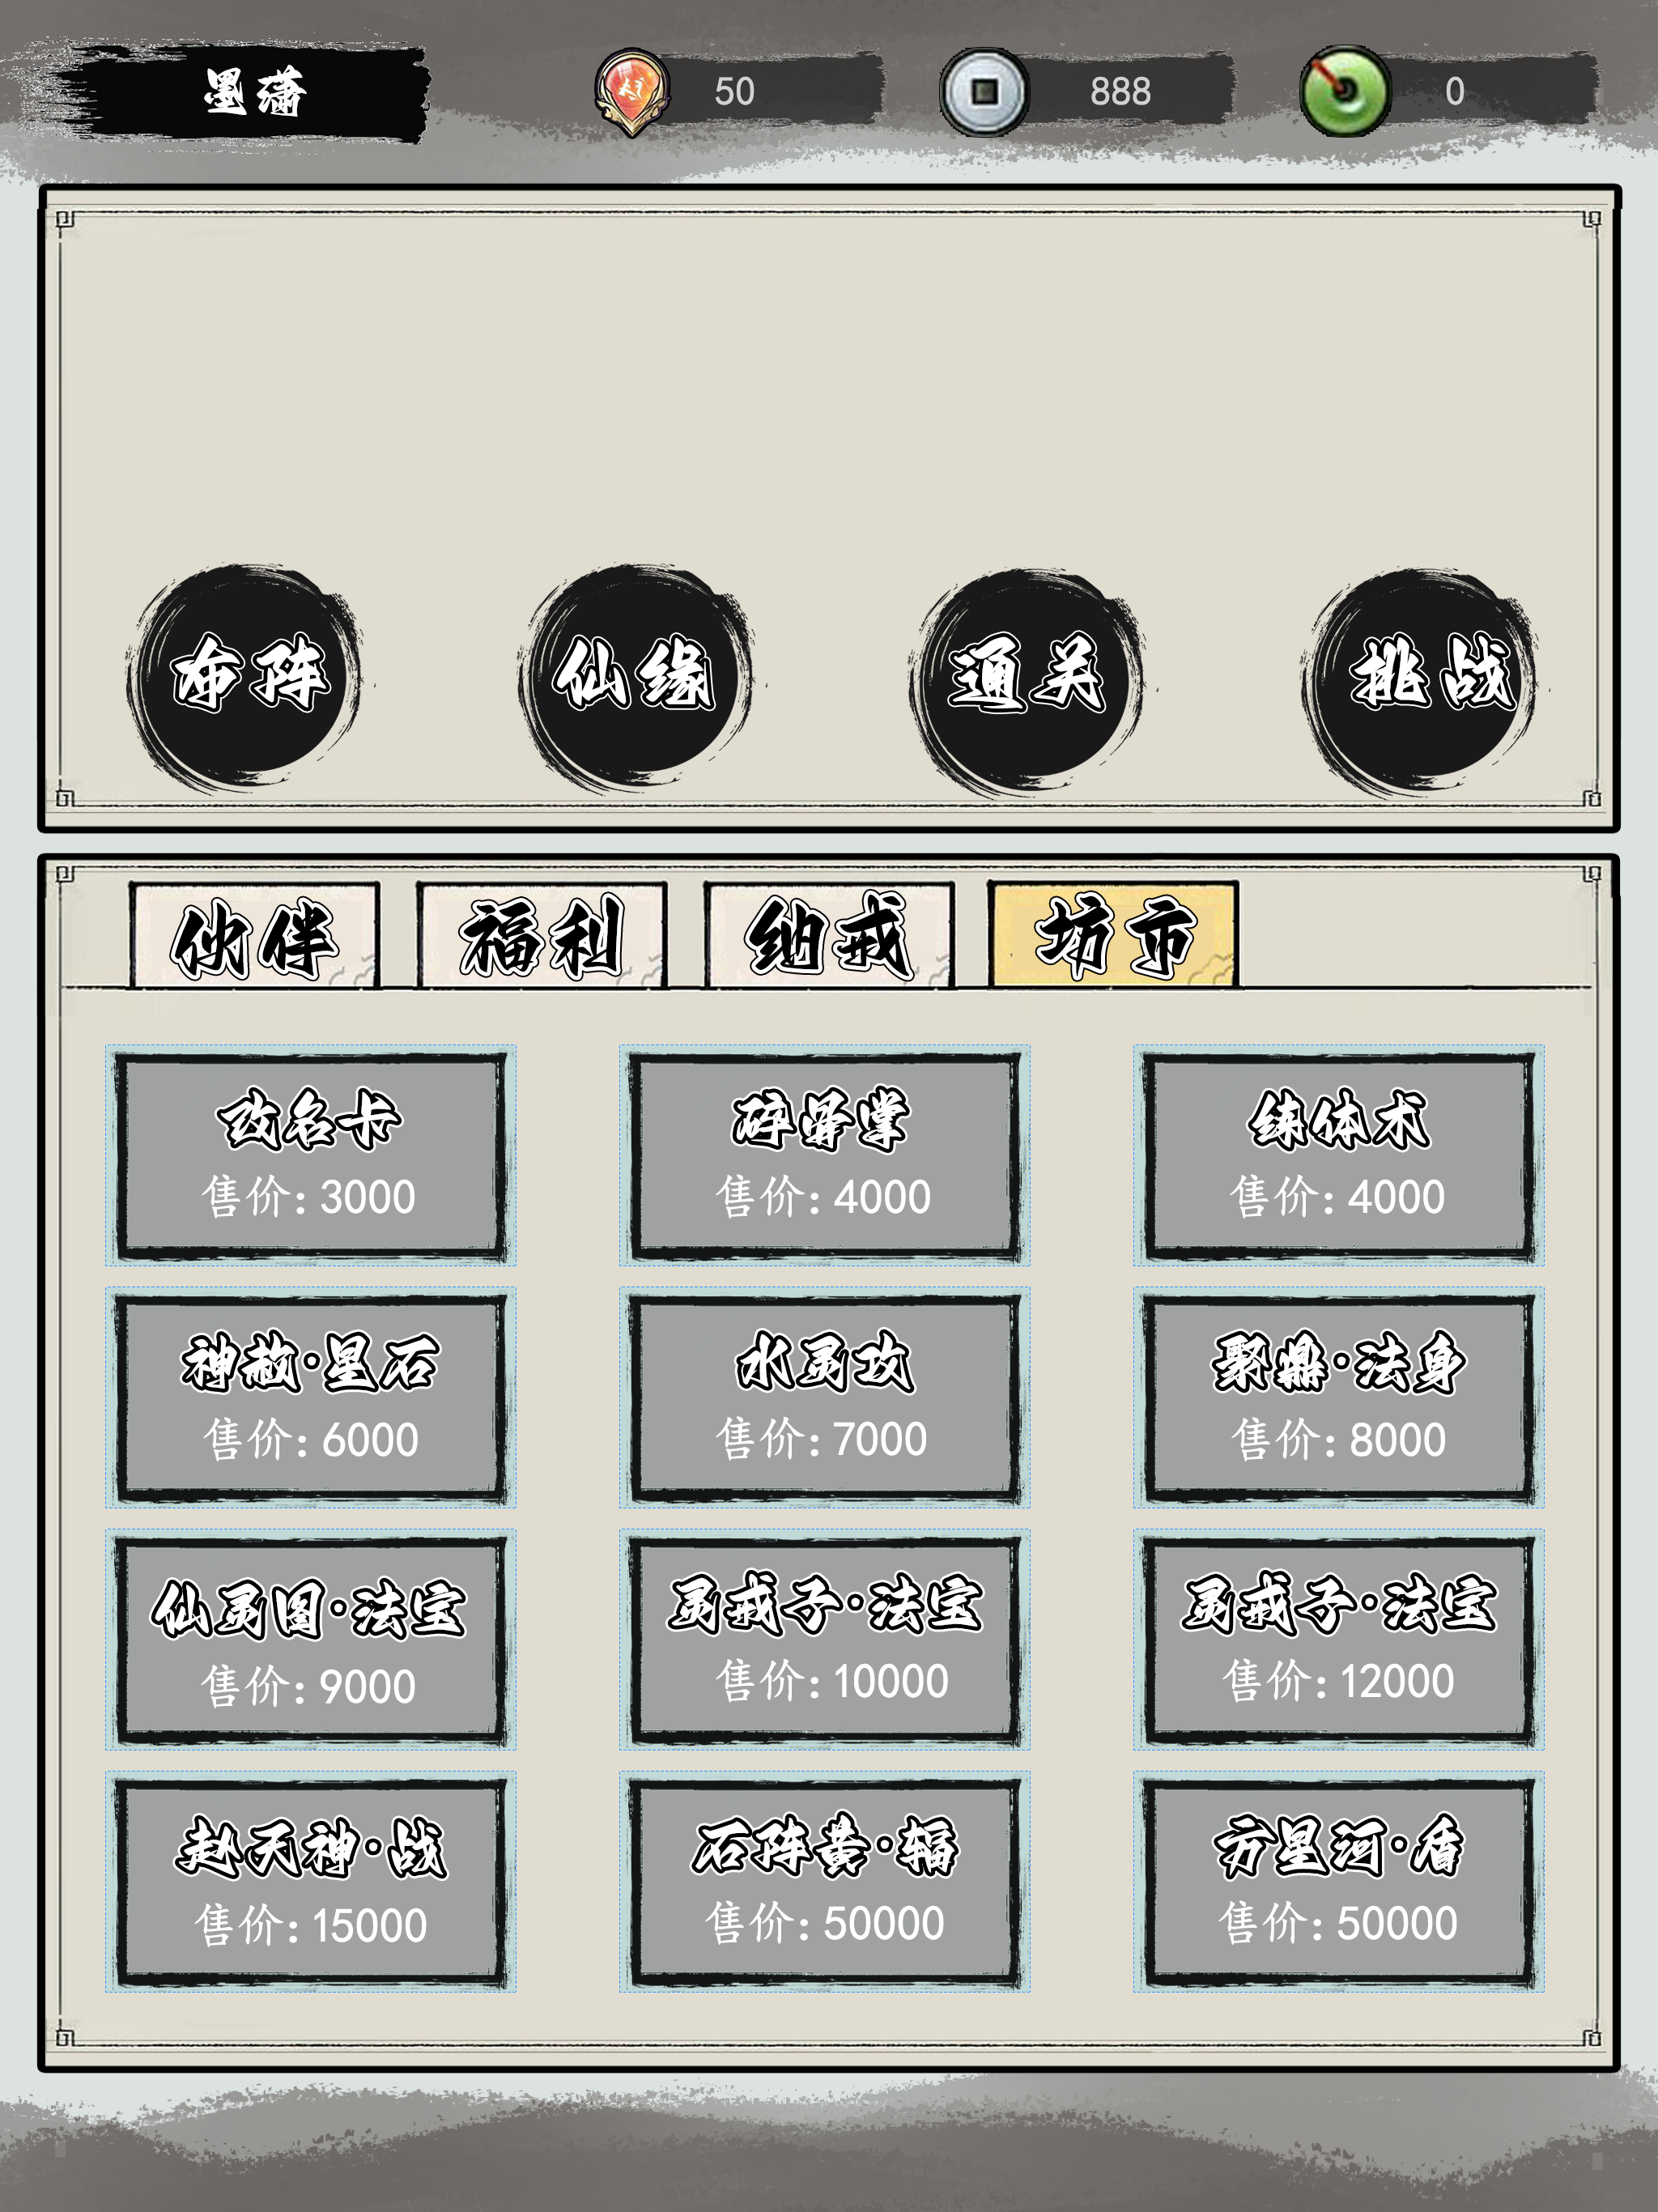 墨潇
50
888
0
布阵
仙缘
通关
挑战
伙伴
福利
纳戒
坊市
改名卡
售价：3000
碎骨掌
售价：4000
练体术
售价：4000
神赦·星石
售价：6000
水灵攻
售价：7000
聚鼎·法身
售价：8000
仙灵图·法宝
售价：9000
灵戒子·法宝
售价：10000
灵戒子·法宝
售价：12000
赵天神·战
售价：15000
石阵黄·辐
售价：50000
方星河·盾
售价：50000